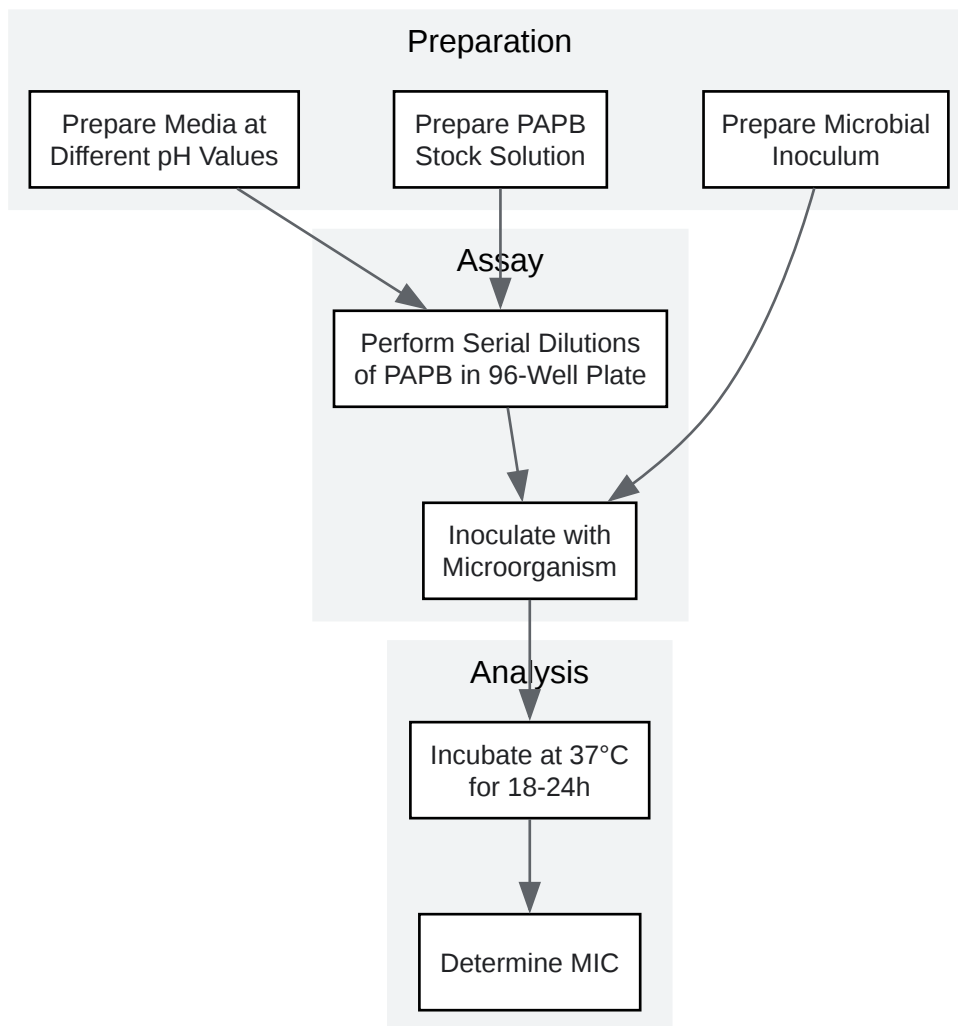 Preparation
Prepare Media at
Different pH Values
Prepare PAPB
Stock Solution
Prepare Microbial
Inoculum
Assay
Perform Serial Dilutions
of PAPB in 96-Well Plate
Inoculate with
Microorganism
Analysis
Incubate at 37°C
for 18-24h
Determine MIC